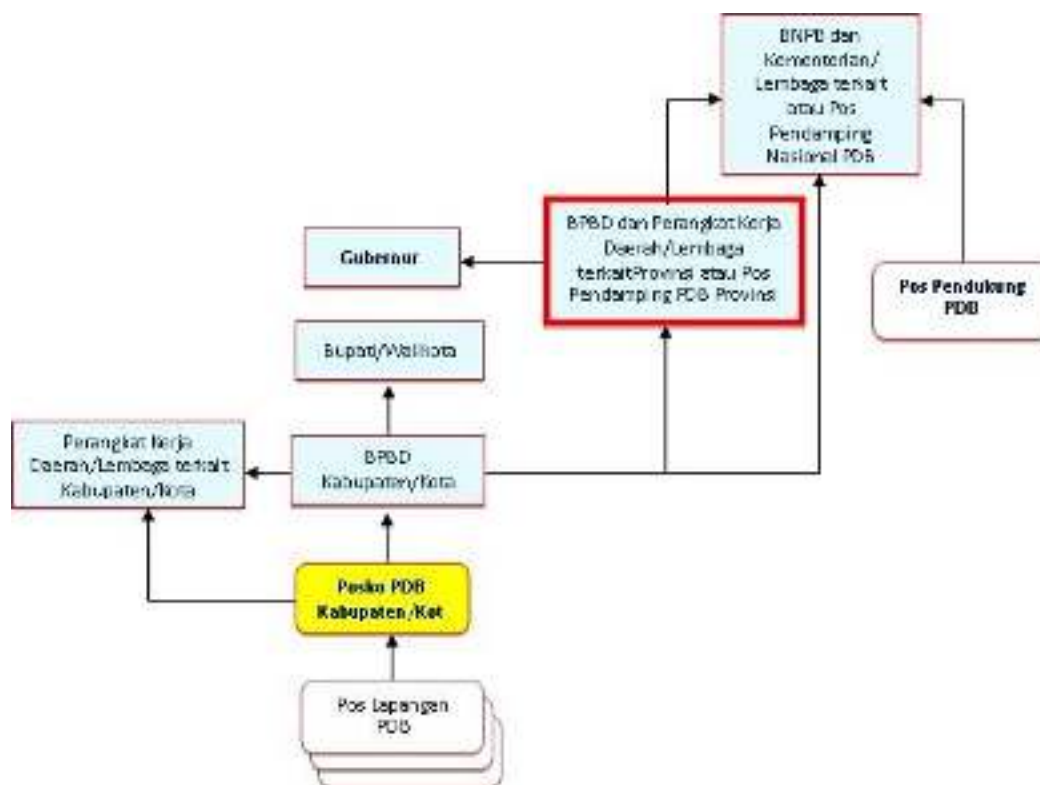 BNPB dan
Kementerian/
Lembaga terkait
atau Pos
Pendamping
Nasional PDB
BPBD dan Perangkat Kerja
Daerah/Lembaga
terkaitProvinsi atau Pos
Pendamping PDB Provinsi
Gubernur
Pos Pendukung
PDB
Bupati/Walikota
Perangkat Kerja
Daerah/Lembaga terkait
Kabupaten/Kota
BPBD
Kabupaten/Kota
Posko PDB
Kabupaten/Kot
Pos Lapangan
PDB